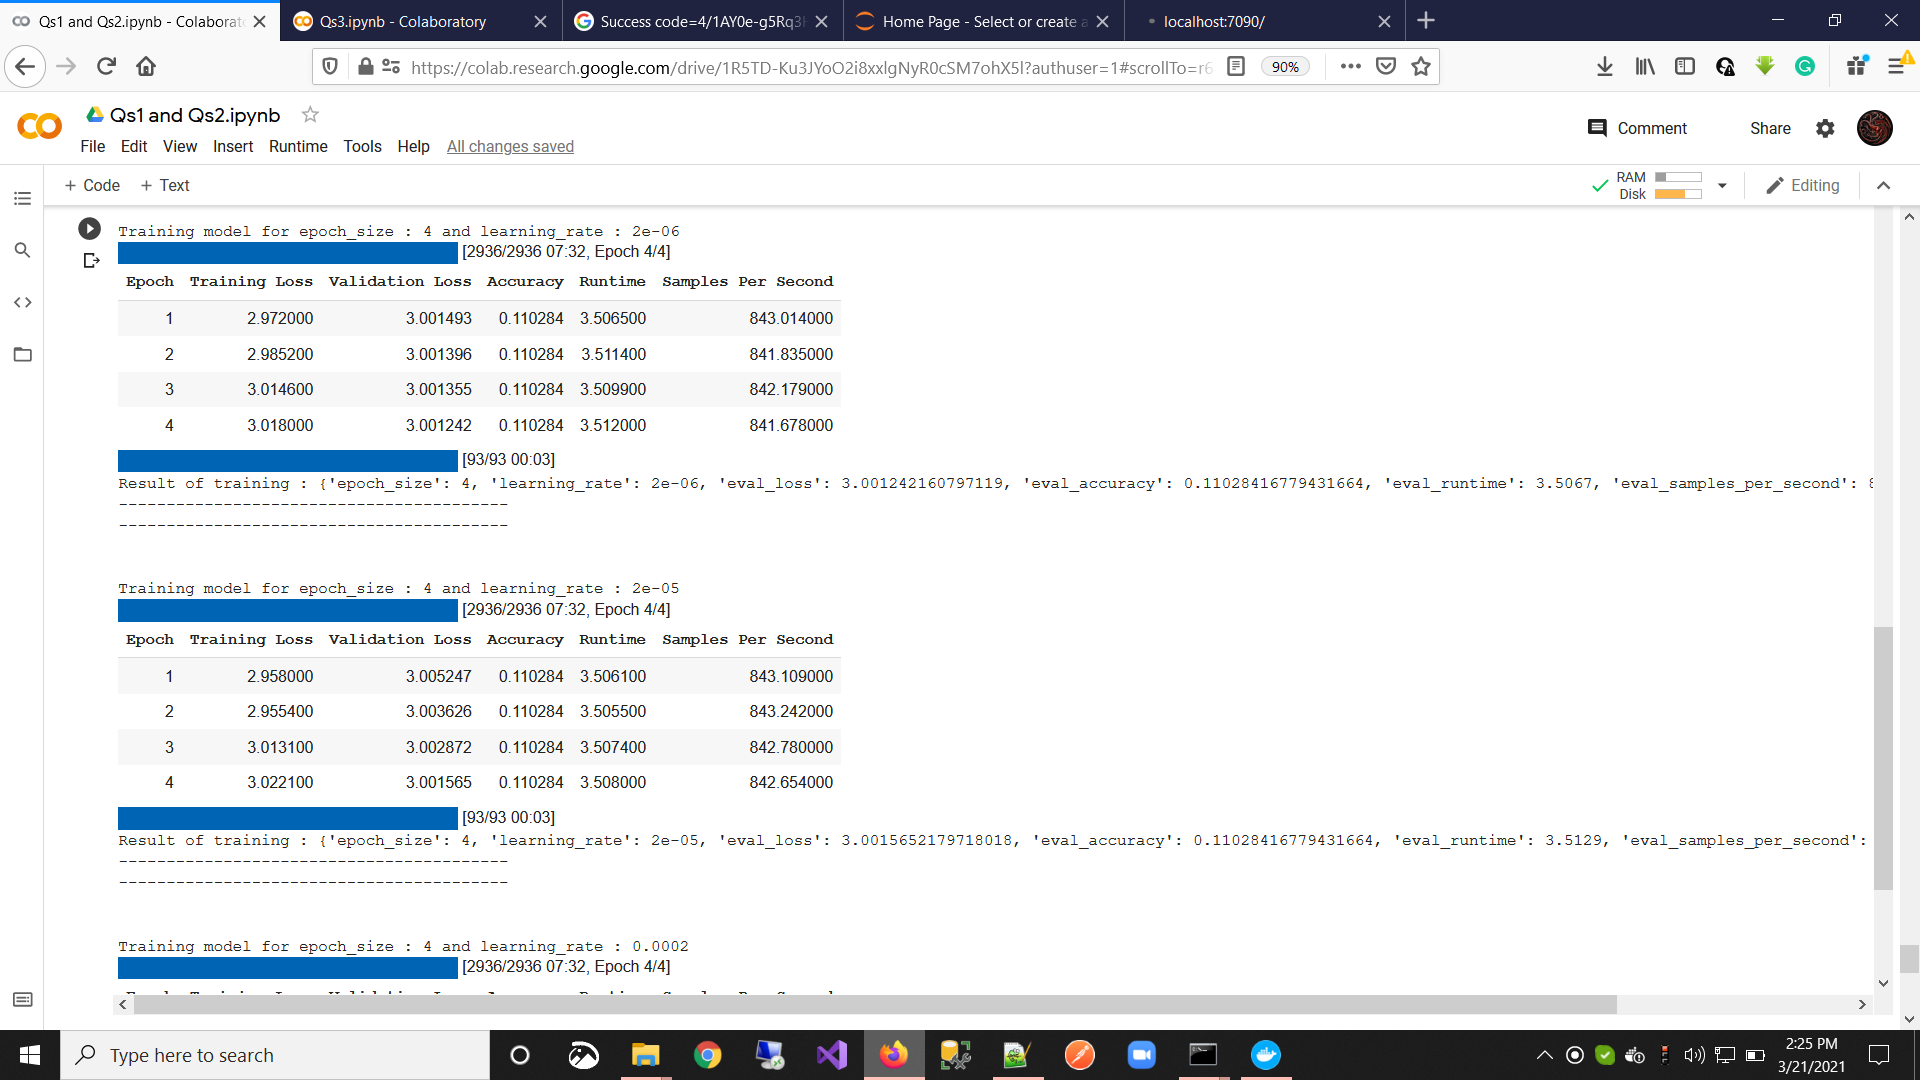 Qs1 and Qs2.ipynb - Colaborat
Qs3.ipynb - Colaboratory
Success code=4/1AY0e-g5Rq3
Home Page - Select or create a
localhost:7090/
https://colab.research.google.com/drive/1R5TD-Ku3JYoO2i8xxlgNyR0cSM7ohX5l?authuser=1#scrollTo=r6
90%
Qs1 and Qs2.ipynb
File Edit View Insert Runtime Tools Help All changes saved
Comment
Share
+ Code + Text
RAM
Disk
Editing
Training model for epoch_size : 4 and learning_rate : 2e-06
[2936/2936 07:32, Epoch 4/4]
Epoch Training Loss Validation Loss Accuracy Runtime Samples Per Second
1 2.972000 3.001493 0.110284 3.506500 843.014000
2 2.985200 3.001396 0.110284 3.511400 841.835000
3 3.014600 3.001355 0.110284 3.509900 842.179000
4 3.018000 3.001242 0.110284 3.512000 841.678000
[93/93 00:03]
Result of training : {'epoch_size': 4, 'learning_rate': 2e-06, 'eval_loss': 3.001242160797119, 'eval_accuracy': 0.11028416779431664, 'eval_runtime': 3.5067, 'eval_samples_per_second': 8
-----------------------------------------
-----------------------------------------
Training model for epoch_size : 4 and learning_rate : 2e-05
[2936/2936 07:32, Epoch 4/4]
Epoch Training Loss Validation Loss Accuracy Runtime Samples Per Second
1 2.958000 3.005247 0.110284 3.506100 843.109000
2 2.955400 3.003626 0.110284 3.505500 843.242000
3 3.013100 3.002872 0.110284 3.507400 842.780000
4 3.022100 3.001565 0.110284 3.508000 842.654000
[93/93 00:03]
Result of training : {'epoch_size': 4, 'learning_rate': 2e-05, 'eval_loss': 3.0015652179718018, 'eval_accuracy': 0.11028416779431664, 'eval_runtime': 3.5129, 'eval_samples_per_second':
-----------------------------------------
-----------------------------------------
Training model for epoch_size : 4 and learning_rate : 0.0002
[2936/2936 07:32, Epoch 4/4]
Type here to search
2:25 PM
3/21/2021